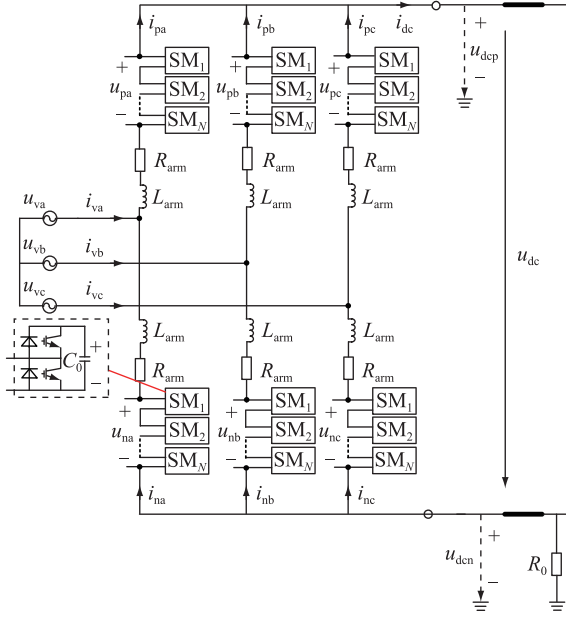 i_pa i_pb i_pc i_dc
+ SM_1 + SM_1 + SM_1 + u_dcp −
u_pa SM_2 u_pb SM_2 u_pc SM_2
− SM_N − SM_N − SM_N
R_arm R_arm R_arm
L_arm L_arm L_arm
u_va i_va
u_vb i_vb u_dc
u_vc i_vc
L_arm L_arm L_arm
C_0 + −
R_arm R_arm R_arm
+ SM_1 + SM_1 + SM_1
u_na SM_2 u_nb SM_2 u_nc SM_2
− SM_N − SM_N − SM_N
i_na i_nb i_nc
+ u_dcn − R_0